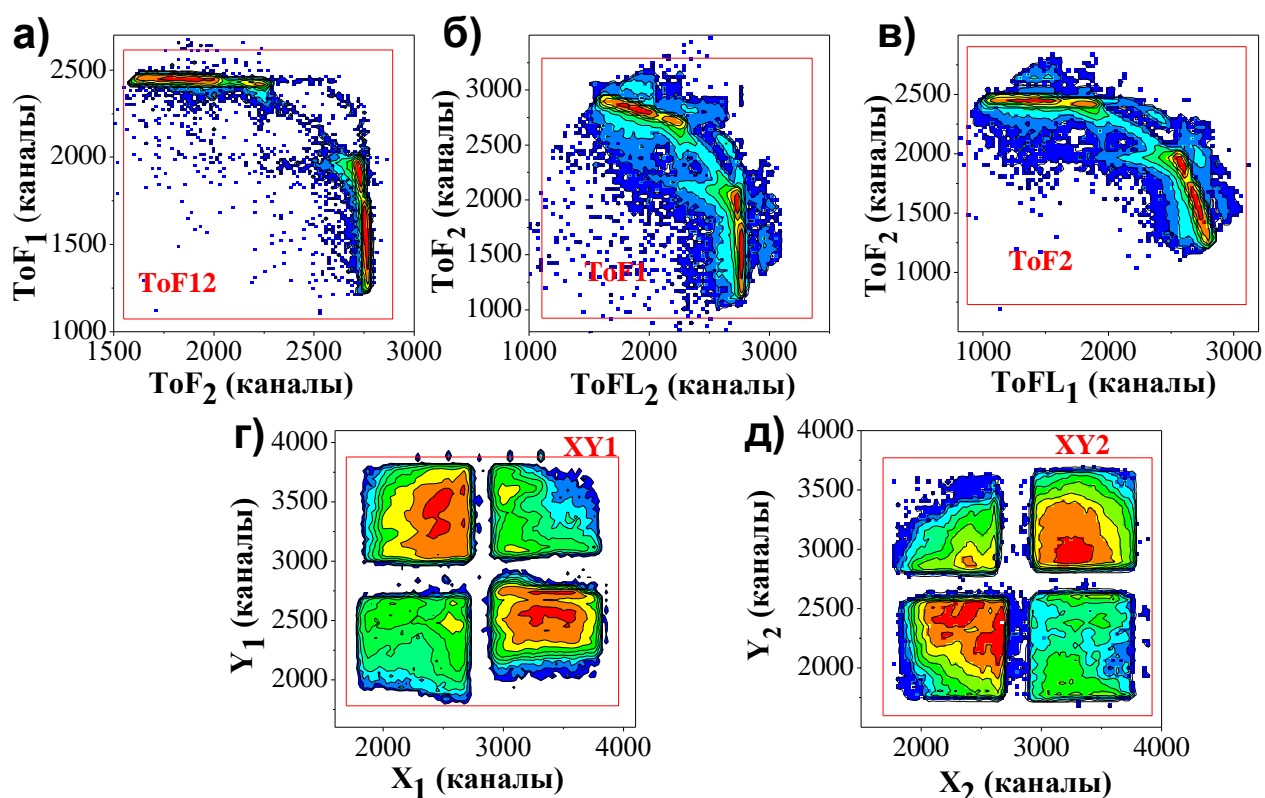 а)
ToF1 (каналы)
2500
2000
1500
1000
ToF12
1500 2000 2500 3000
ToF2 (каналы)
б)
ToF2 (каналы)
3000
2500
2000
1500
1000
ToF1
1000 2000 3000
ToFL2 (каналы)
в)
ToF2 (каналы)
2500
2000
1500
1000
ToF2
1000 2000 3000
ToFL1 (каналы)
г)
Y1 (каналы)
4000
3500
3000
2500
2000
XY1
2000 3000 4000
X1 (каналы)
д)
Y2 (каналы)
4000
3500
3000
2500
2000
XY2
2000 3000 4000
X2 (каналы)